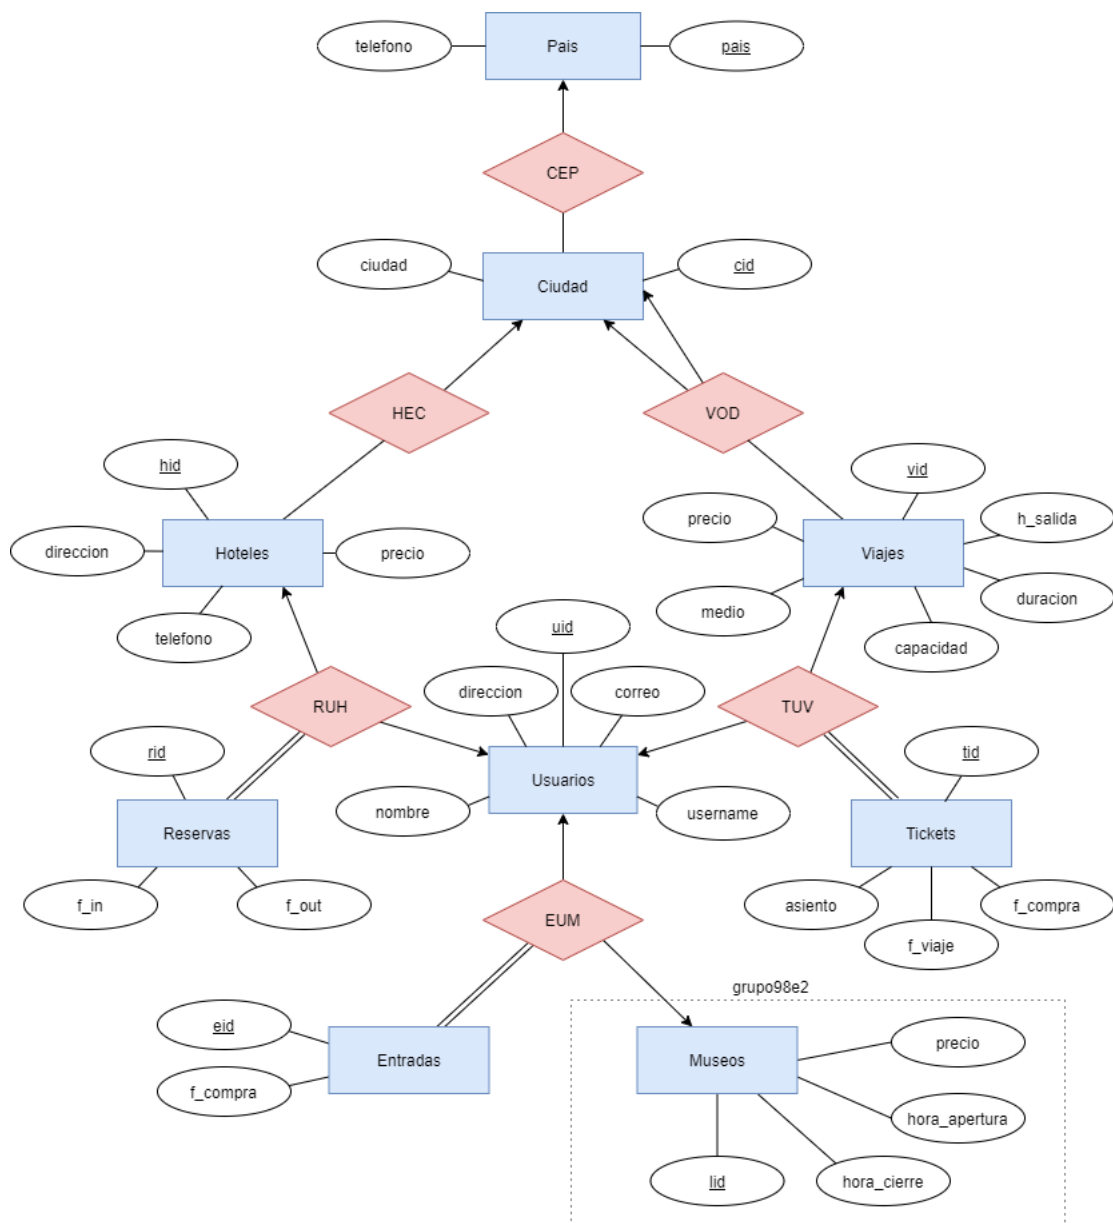 telefono
Pais
pais
CEP
ciudad
Ciudad
cid
HEC
VOD
hid
vid
direccion
Hoteles
precio
precio
Viajes
h_salida
telefono
medio
capacidad
duracion
uid
direccion
correo
RUH
TUV
rid
tid
nombre
Usuarios
username
Reservas
Tickets
f_in
f_out
asiento
f_viaje
f_compra
EUM
grupo98e2
eid
Entradas
f_compra
Museos
precio
hora_apertura
lid
hora_cierre